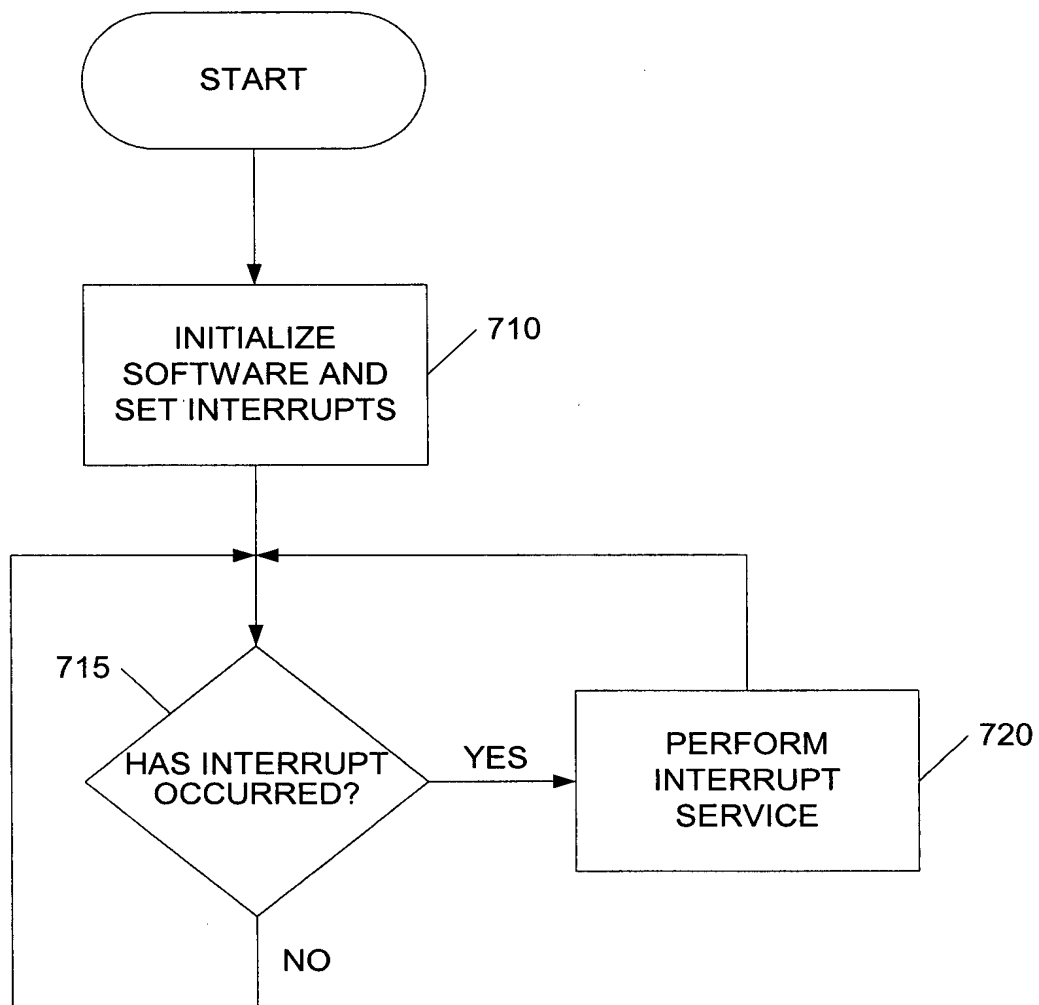 START
INITIALIZE
SOFTWARE AND
SET INTERRUPTS
710
715
HAS INTERRUPT
OCCURRED?
YES
PERFORM
INTERRUPT
SERVICE
720
NO